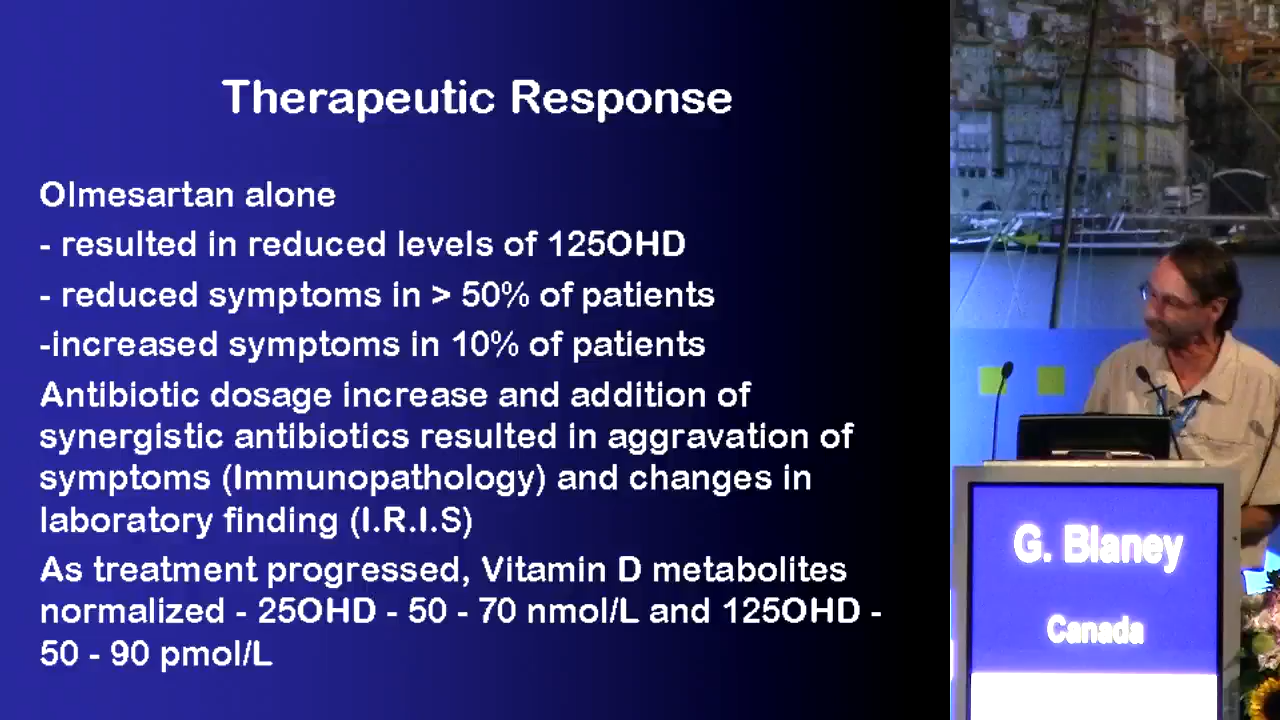 Therapeutic Response
Olmesartan alone
- resulted in reduced levels of 125OHD
- reduced symptoms in > 50% of patients
-increased symptoms in 10% of patients
Antibiotic dosage increase and addition of
synergistic antibiotics resulted in aggravation of
symptoms (Immunopathology) and changes in
laboratory finding (I.R.I.S)
As treatment progressed, Vitamin D metabolites
normalized - 25OHD - 50 - 70 nmol/L and 125OHD -
50 - 90 pmol/L
G. Blaney
Canada